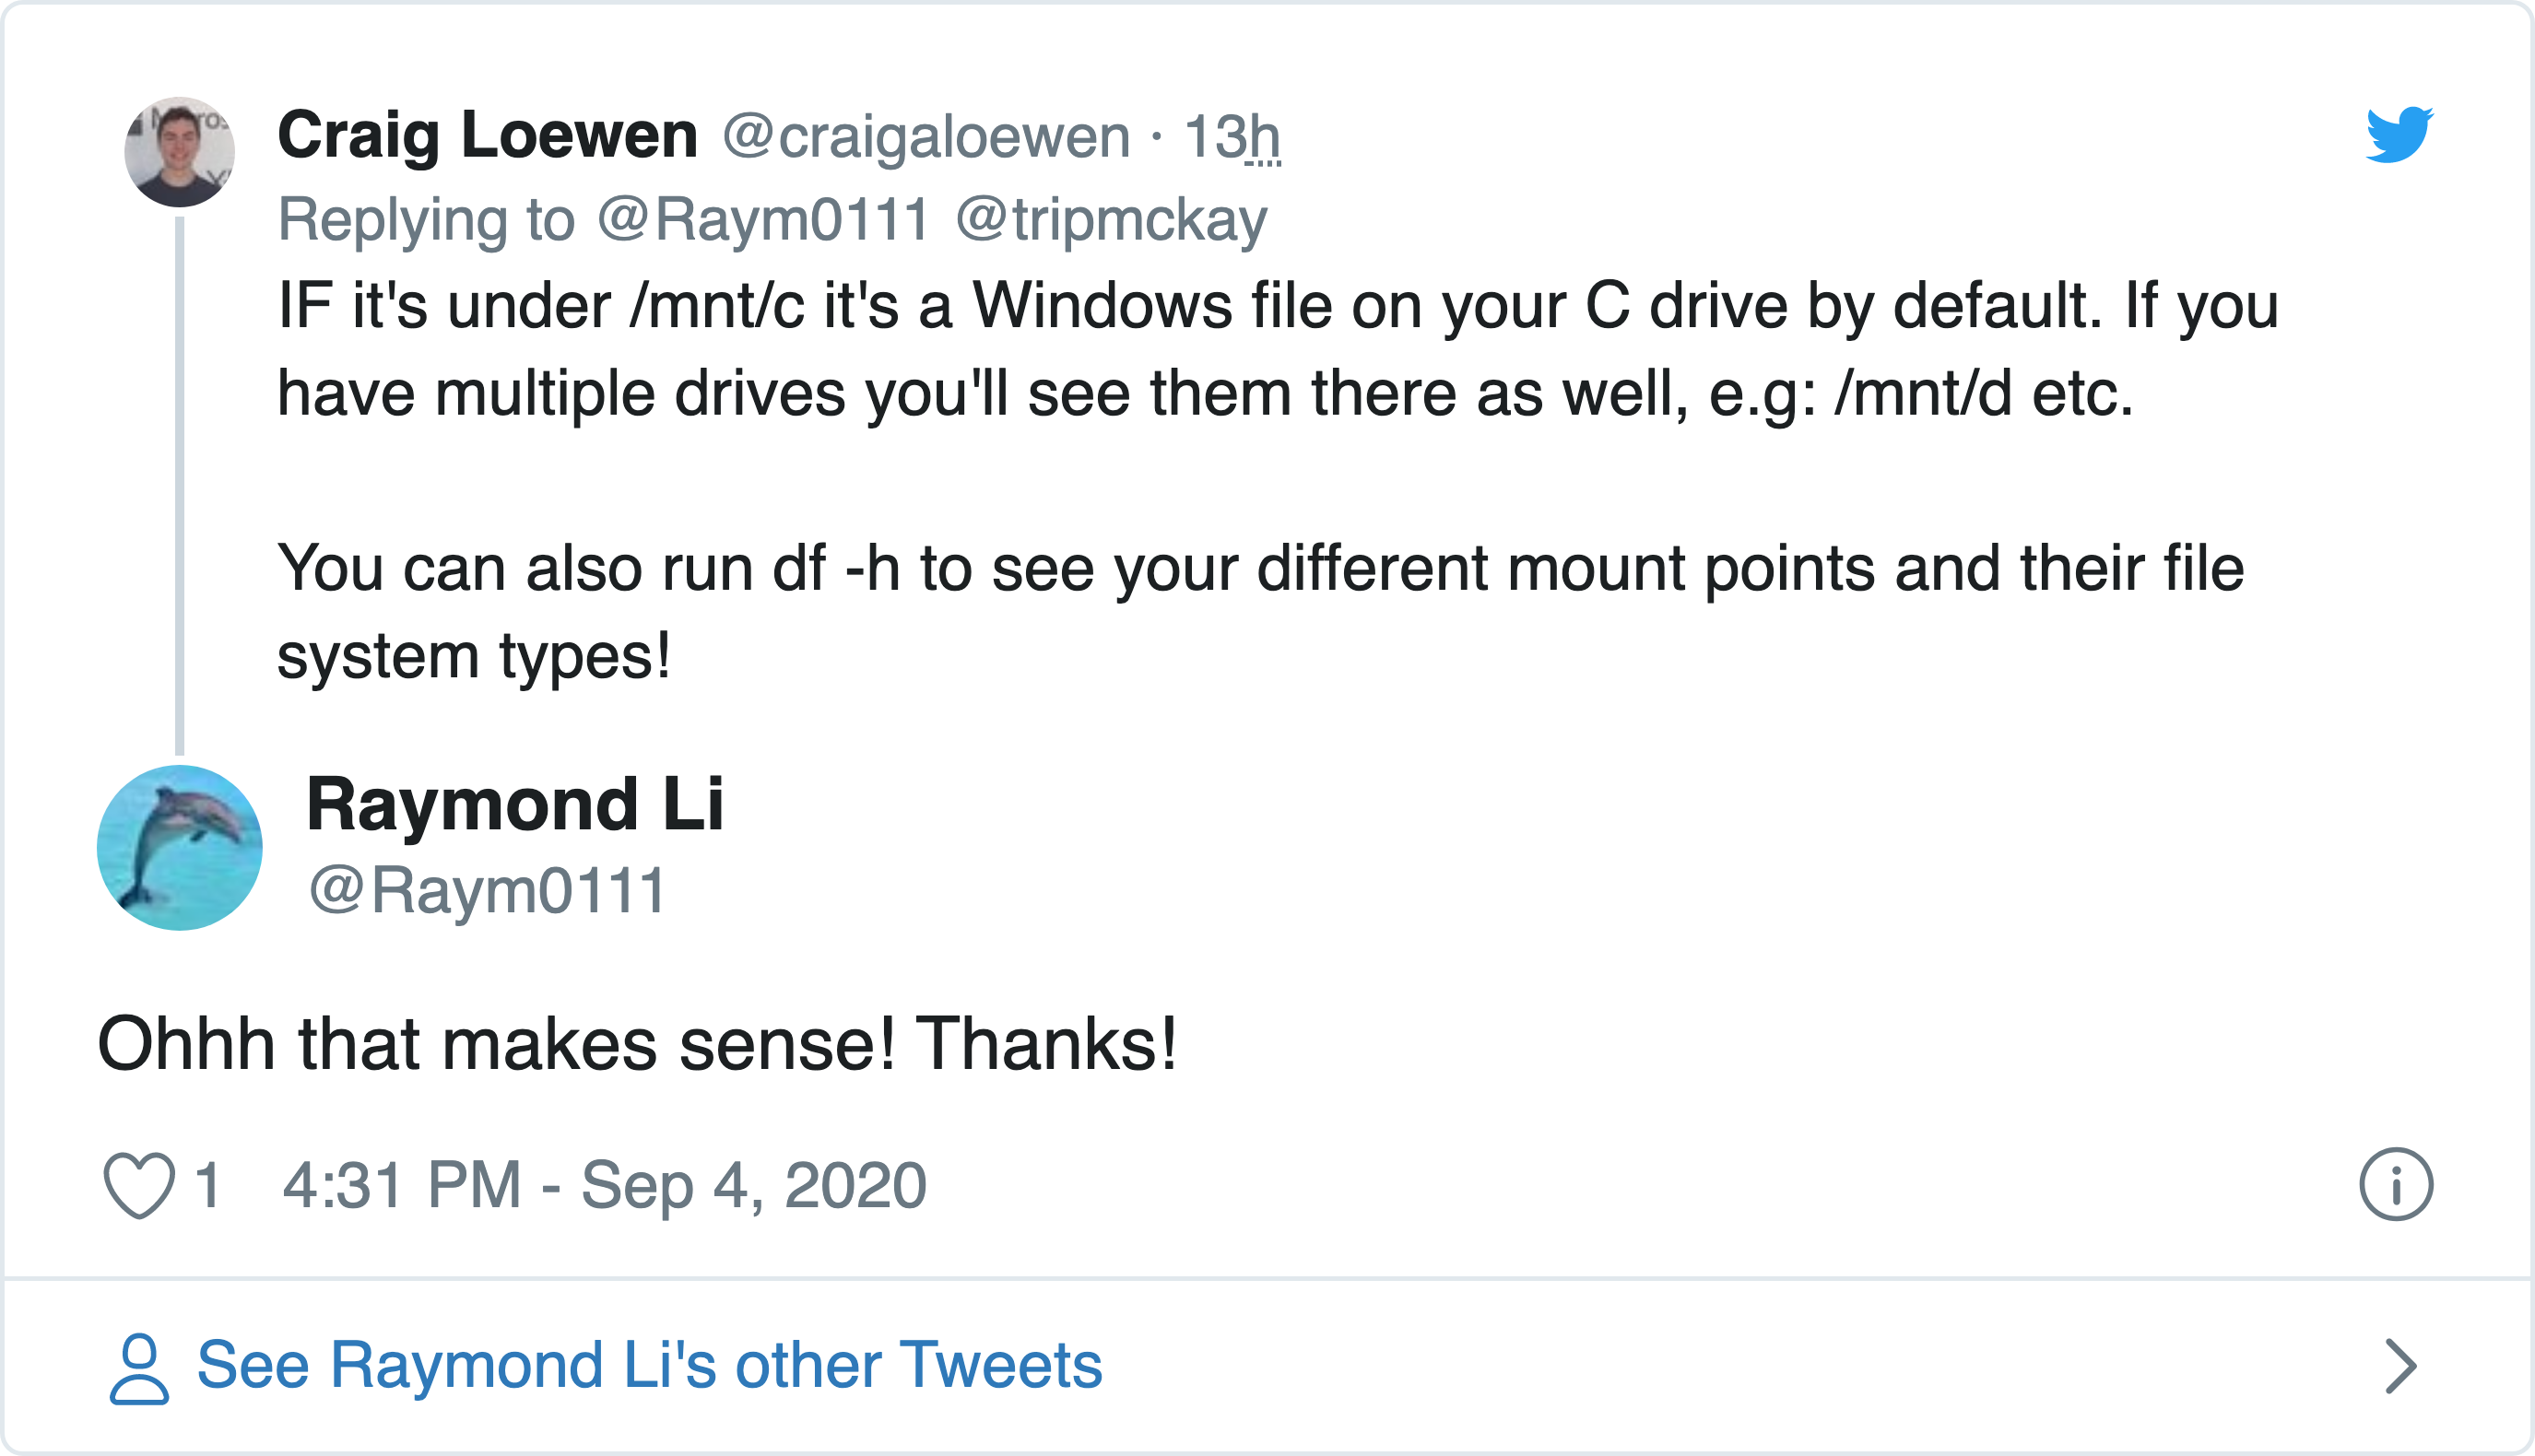 Craig Loewen @craigaloewen · 13h
Replying to @Raym0111 @tripmckay
IF it's under /mnt/c it's a Windows file on your C drive by default. If you
have multiple drives you'll see them there as well, e.g: /mnt/d etc.
You can also run df -h to see your different mount points and their file
system types!
Raymond Li
@Raym0111
Ohhh that makes sense! Thanks!
1 4:31 PM - Sep 4, 2020
See Raymond Li's other Tweets